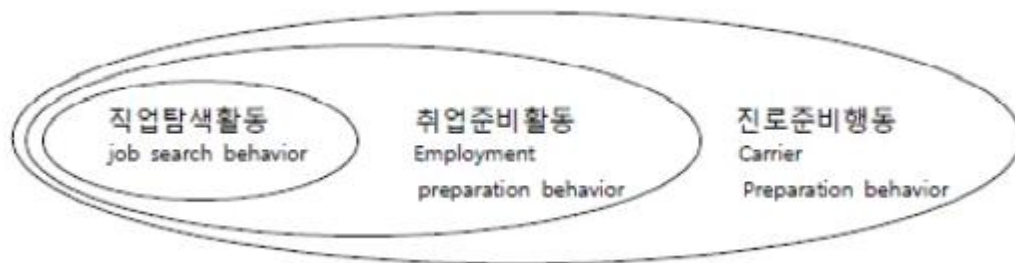 직업탐색활동
job search behavior
취업준비활동
Employment
preparation behavior
진로준비행동
Carrier
Preparation behavior